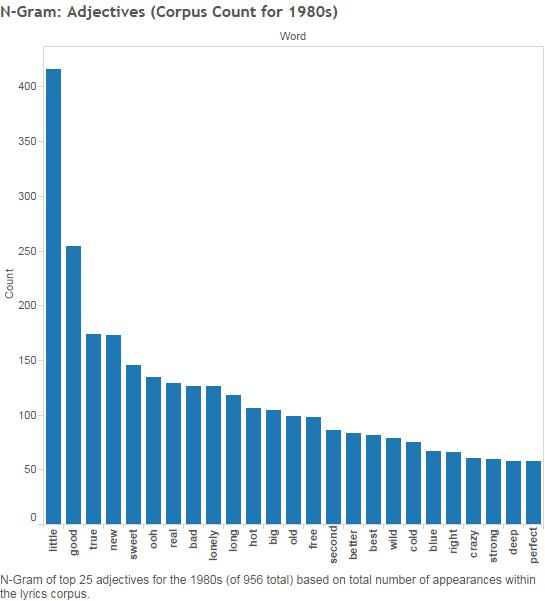 N-Gram: Adjectives (Corpus Count for 1980s)
Word
400
350
300
250
200
150
100
50
0
Count
little
good
true
new
sweet
ooh
real
bad
lonely
long
hot
big
old
free
second
better
best
wild
cold
blue
right
crazy
strong
deep
perfect
N-Gram of top 25 adjectives for the 1980s (of 956 total) based on total number of appearances within
the lyrics corpus.